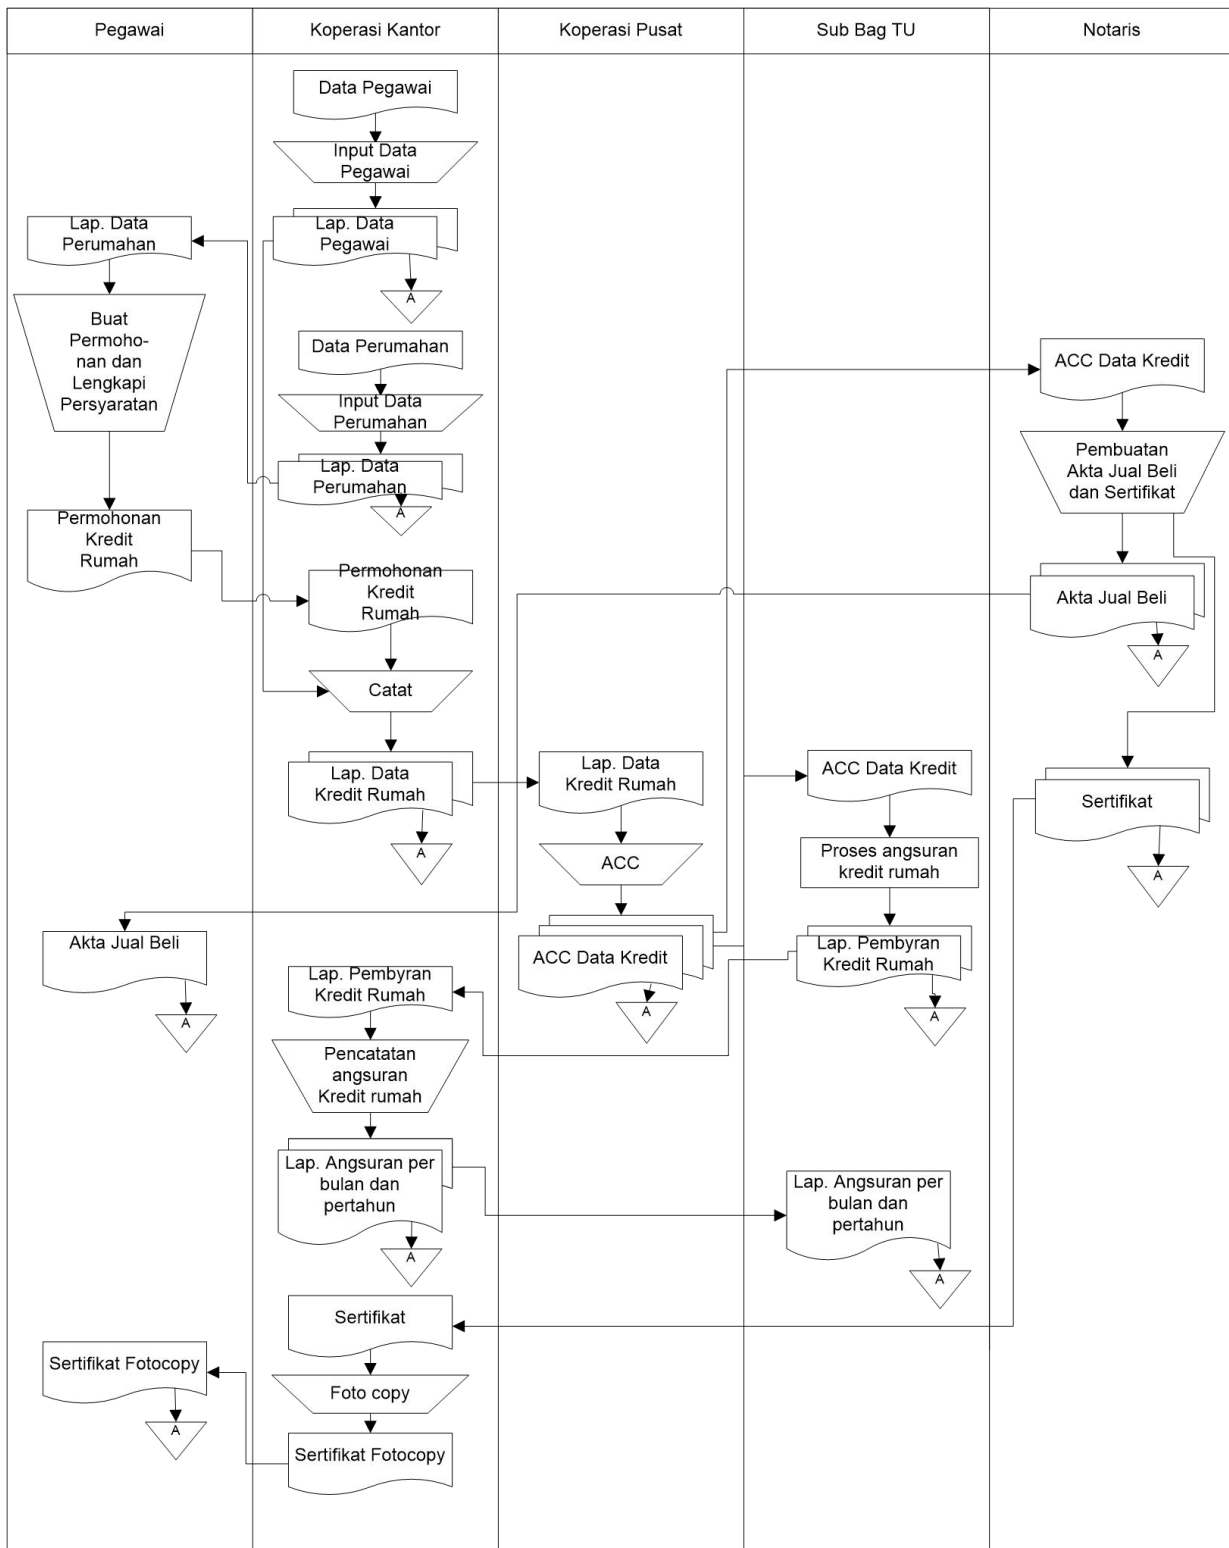 Pegawai
Koperasi Kantor
Koperasi Pusat
Sub Bag TU
Notaris
Data Pegawai
Input Data
Pegawai
Lap. Data
Pegawai
A
Lap. Data
Perumahan
Buat
Permoho-
nan dan
Lengkapi
Persyaratan
Data Perumahan
Input Data
Perumahan
Lap. Data
Perumahan
A
ACC Data Kredit
Pembuatan
Akta Jual Beli
dan Sertifikat
Permohonan
Kredit
Rumah
Permohonan
Kredit
Rumah
Akta Jual Beli
A
Catat
Lap. Data
Kredit Rumah
A
Lap. Data
Kredit Rumah
ACC
ACC Data Kredit
A
ACC Data Kredit
Proses angsuran
kredit rumah
Lap. Pembyran
Kredit Rumah
A
Sertifikat
A
Akta Jual Beli
A
Lap. Pembyran
Kredit Rumah
Pencatatan
angsuran
Kredit rumah
Lap. Angsuran per
bulan dan
pertahun
A
Lap. Angsuran per
bulan dan
pertahun
A
Sertifikat
Foto copy
Sertifikat Fotocopy
Sertifikat Fotocopy
A